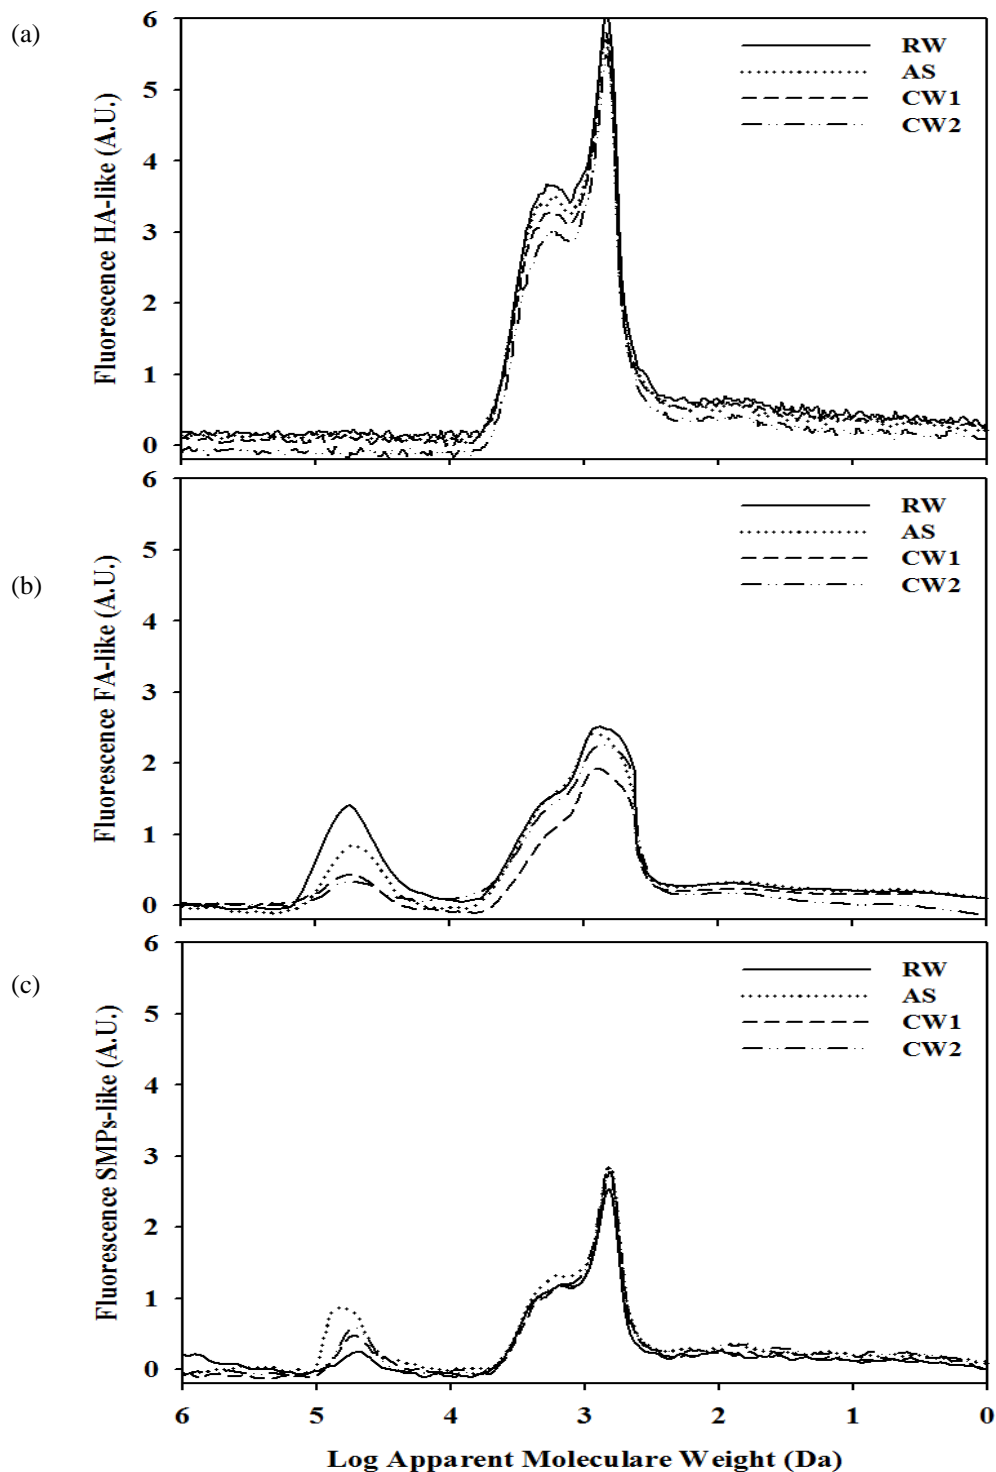 (a)
Fluorescence HA-like (A.U.)
6
5
4
3
2
1
0
RW
AS
CW1
CW2
(b)
Fluorescence FA-like (A.U.)
6
5
4
3
2
1
0
RW
AS
CW1
CW2
(c)
Fluorescence SMPs-like (A.U.)
6
5
4
3
2
1
0
RW
AS
CW1
CW2
6 5 4 3 2 1 0
Log Apparent Moleculare Weight (Da)